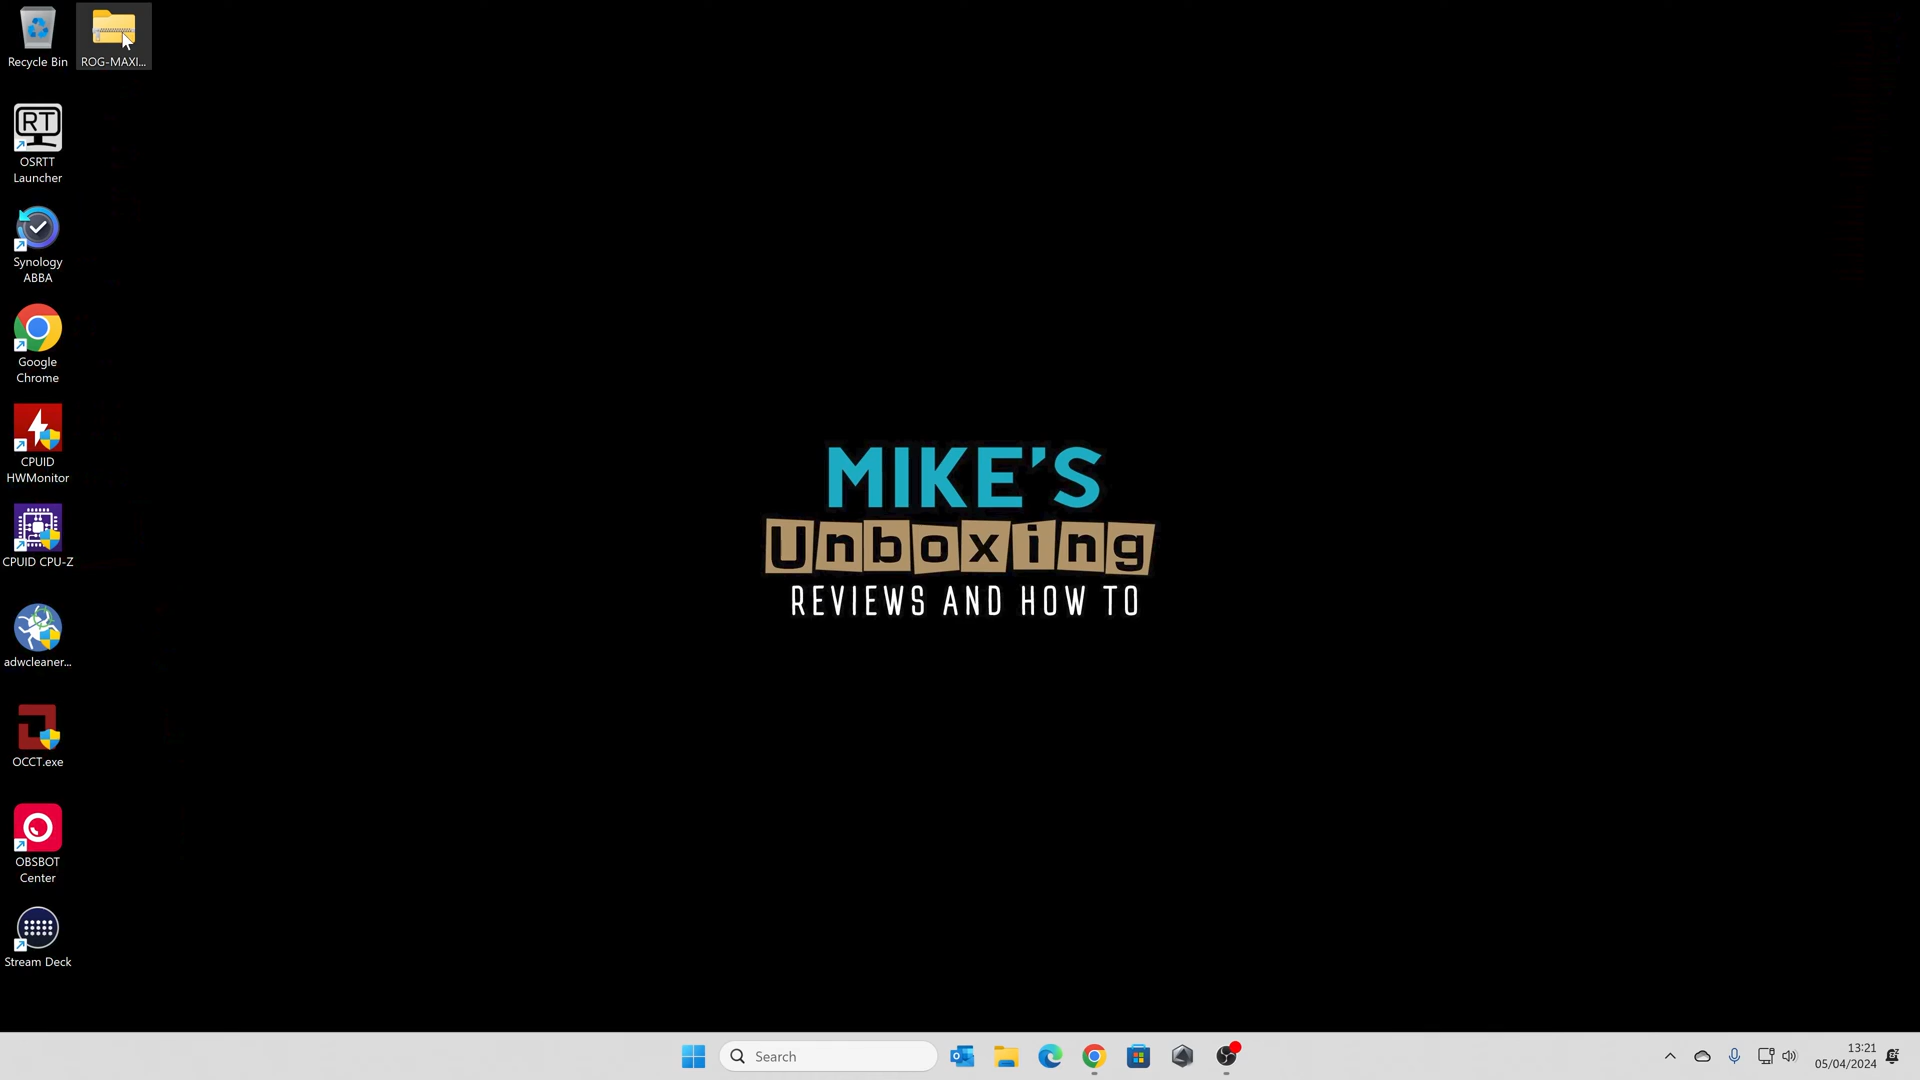 Recycle Bin
ROG-MAXI...
RT
OSRTT
Launcher
Synology
ABBA
Google
Chrome
CPUID
HWMonitor
CPUID CPU-Z
adwcleaner...
OCCT.exe
OBSBOT
Center
Stream Deck
MIKE'S
Unboxing
REVIEWS AND HOW TO
Search
13:21
05/04/2024